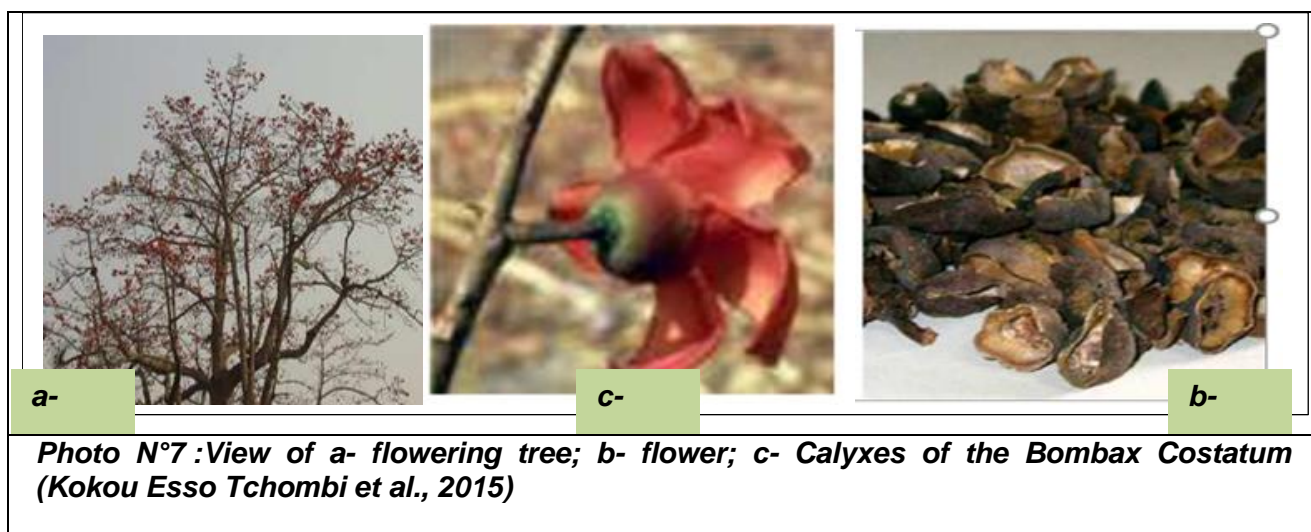 a-
c-
b-
Photo N°7 :View of a- flowering tree; b- flower; c- Calyxes of the Bombax Costatum
(Kokou Esso Tchombi et al., 2015)